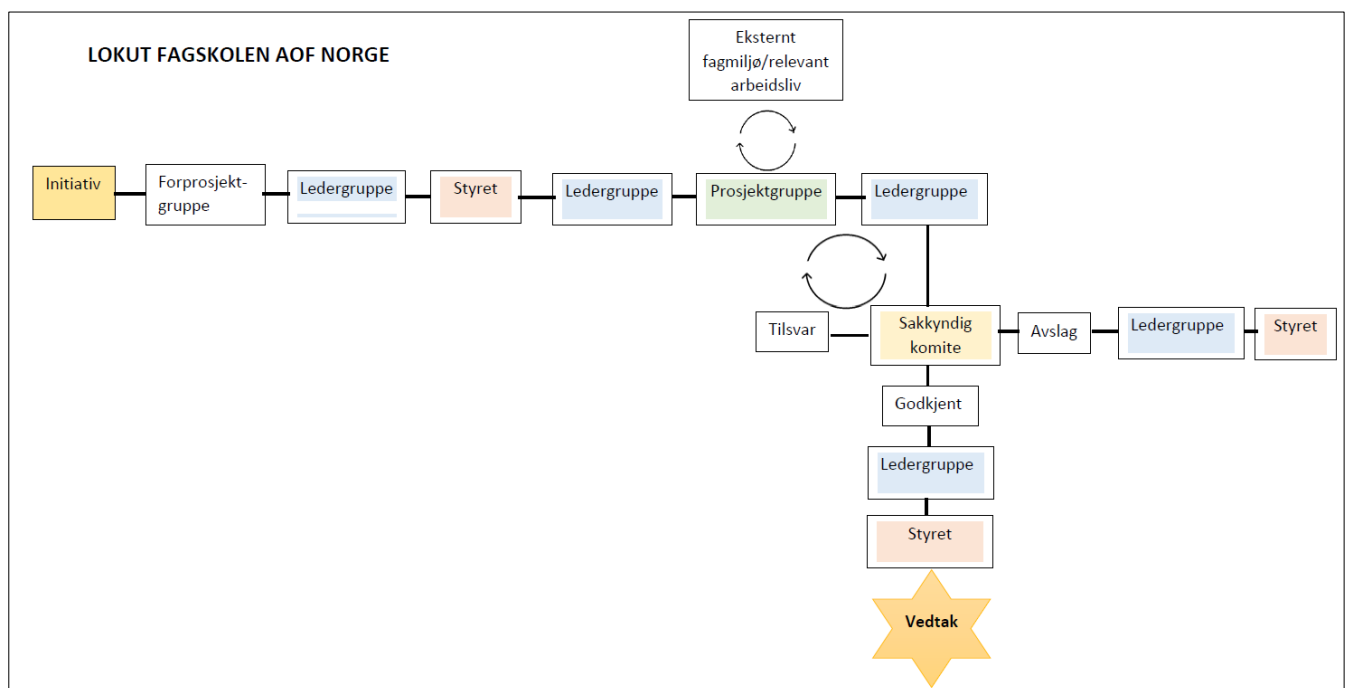 LOKUT FAGSKOLEN AOF NORGE
Eksternt
fagmiljø/relevant
arbeidsliv
Initiativ
Forprosjekt-
gruppe
Ledergruppe
Styret
Ledergruppe
Prosjektgruppe
Ledergruppe
Tilsvar
Sakkyndig
komite
Avslag
Ledergruppe
Styret
Godkjent
Ledergruppe
Styret
Vedtak